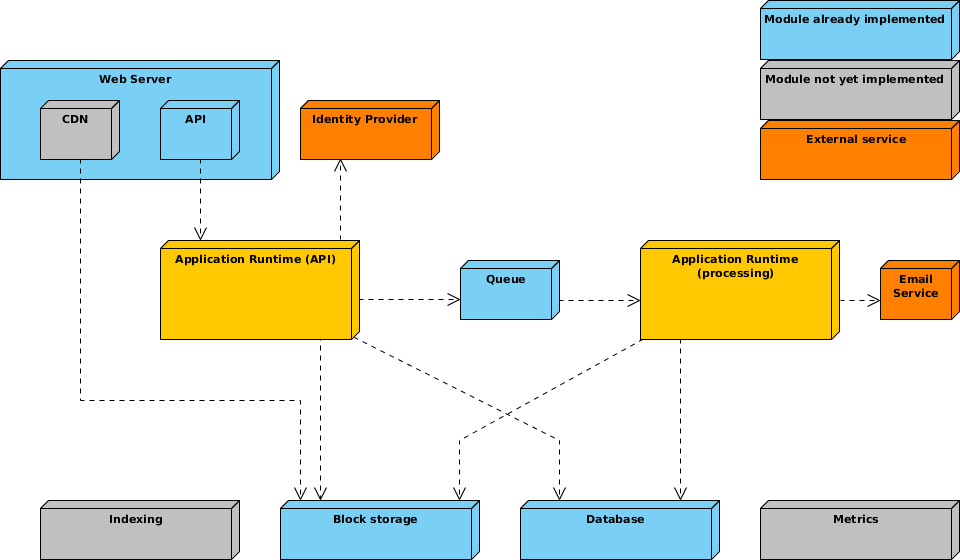 Module already implemented
Web Server
Module not yet implemented
CDN
API
Identity Provider
External service
Application Runtime (API)
Queue
Application Runtime
(processing)
Email
Service
Indexing
Block storage
Database
Metrics